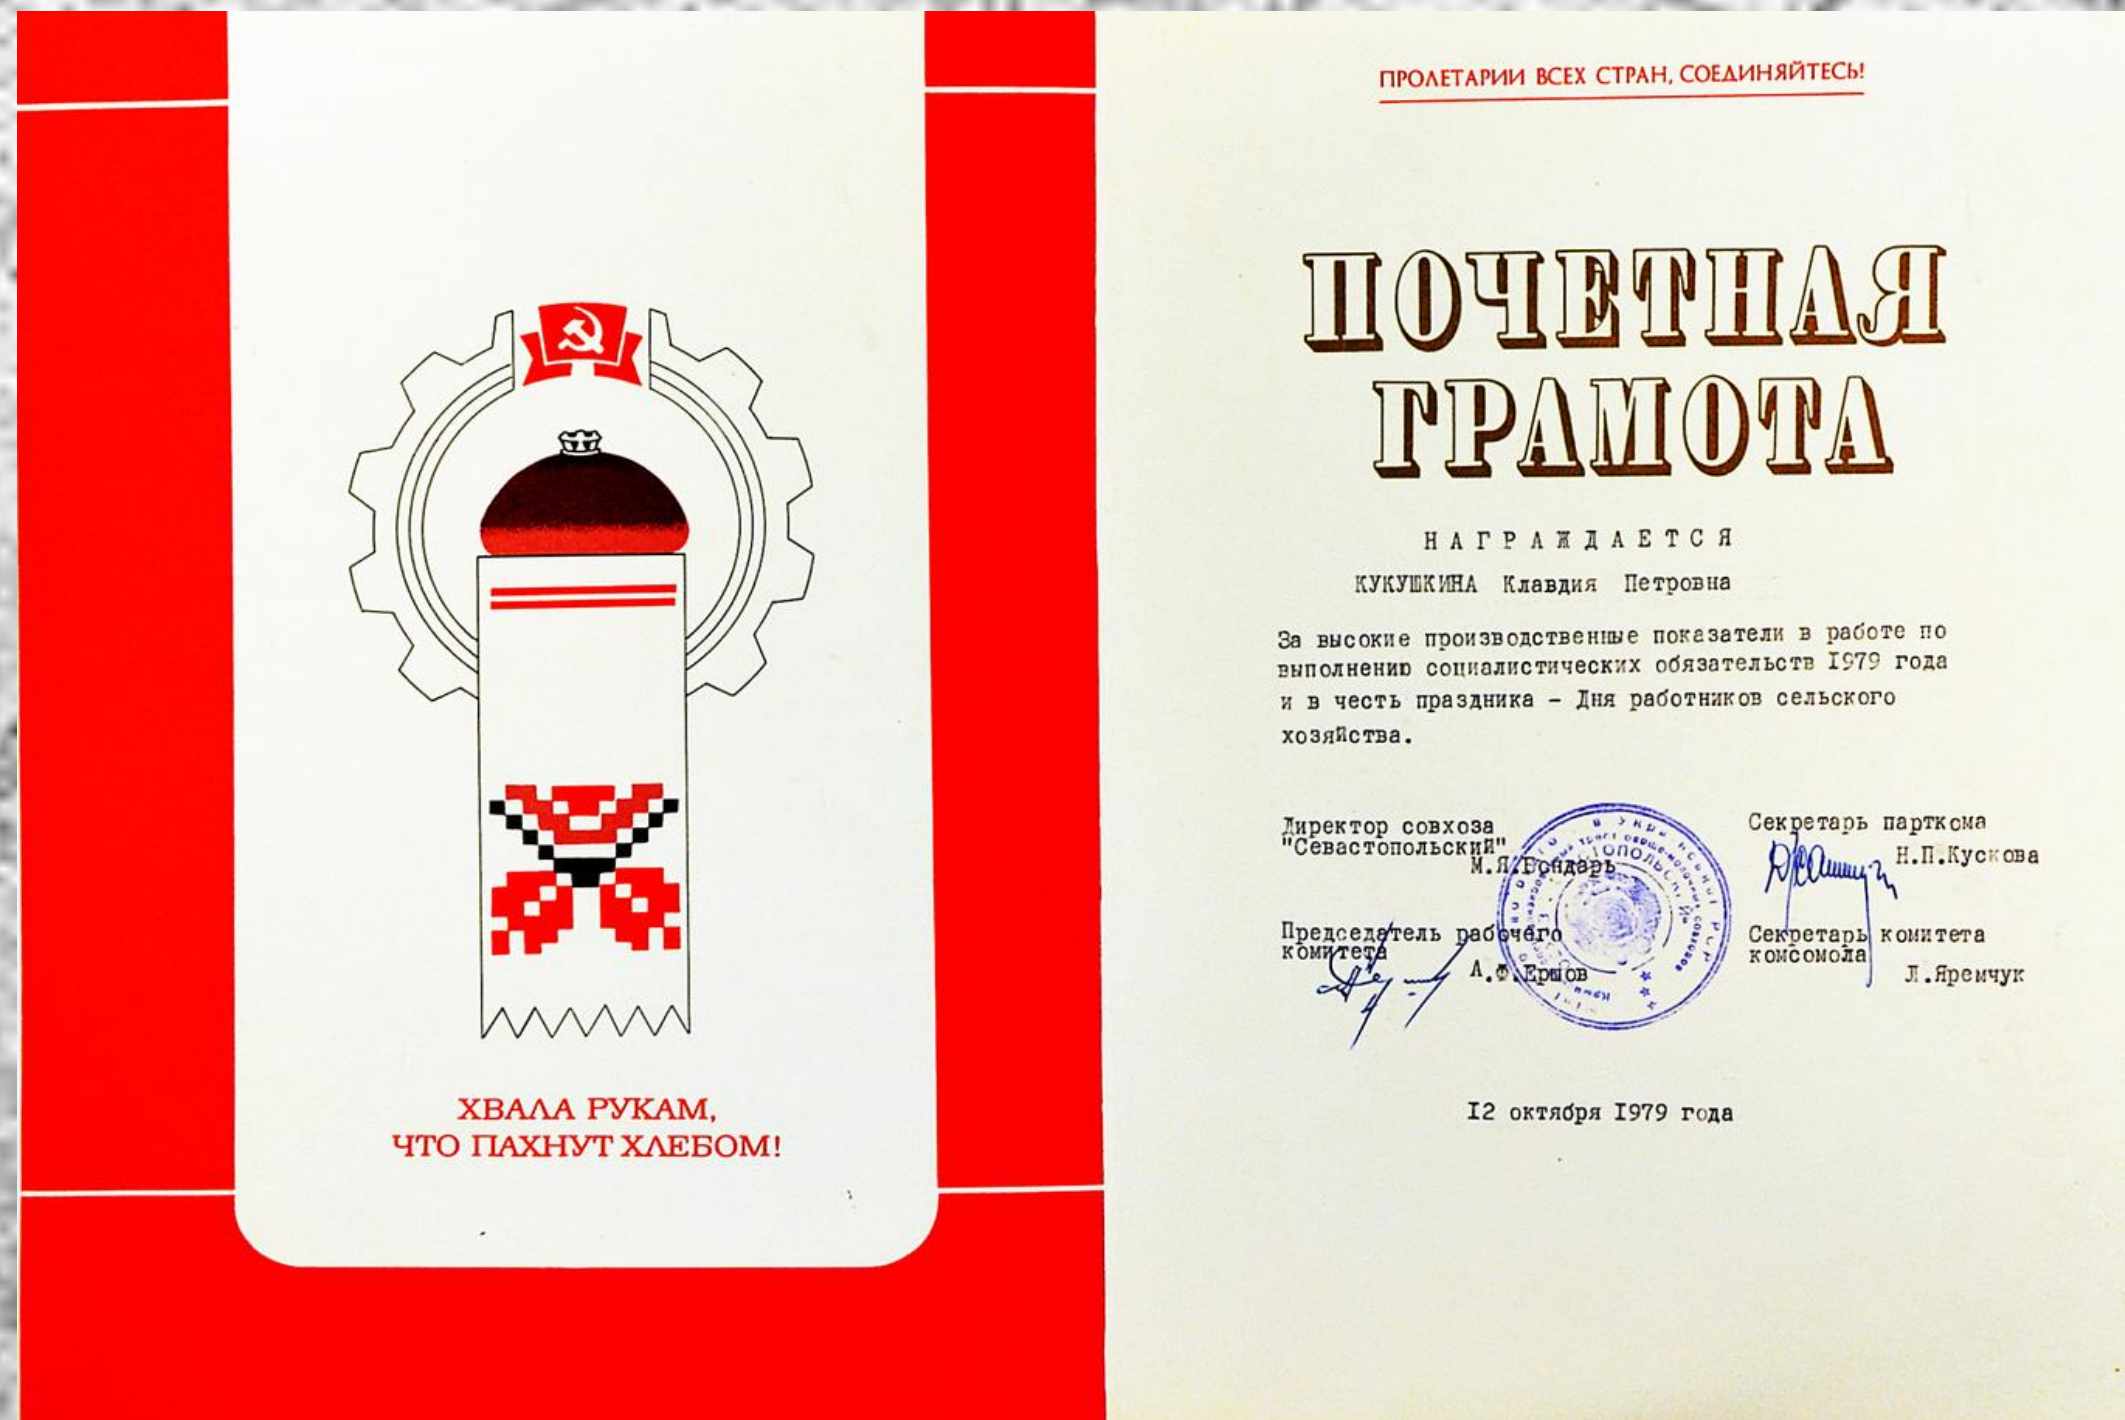 ХВАЛА РУКАМ,
ЧТО ПАХНУТ ХЛЕБОМ!
ПРОЛЕТАРИИ ВСЕХ СТРАН, СОЕДИНЯЙТЕСЬ!
ПОЧЕТНАЯ
ГРАМОТА
НАГРАЖДАЕТСЯ
КУКУШКИНА Клавдия Петровна
За высокие производственные показатели в работе по
выполнению социалистических обязательств 1979 года
и в честь праздника - Дня работников сельского
хозяйства.
Директор совхоза
"Севастопольский"
М.Я.Бондарь
Секретарь парткома
Н.П.Кускова
Председатель рабочего
комитета
А.Ф.Ершов
Секретарь комитета
комсомола
Л.Яремчук
12 октября 1979 года